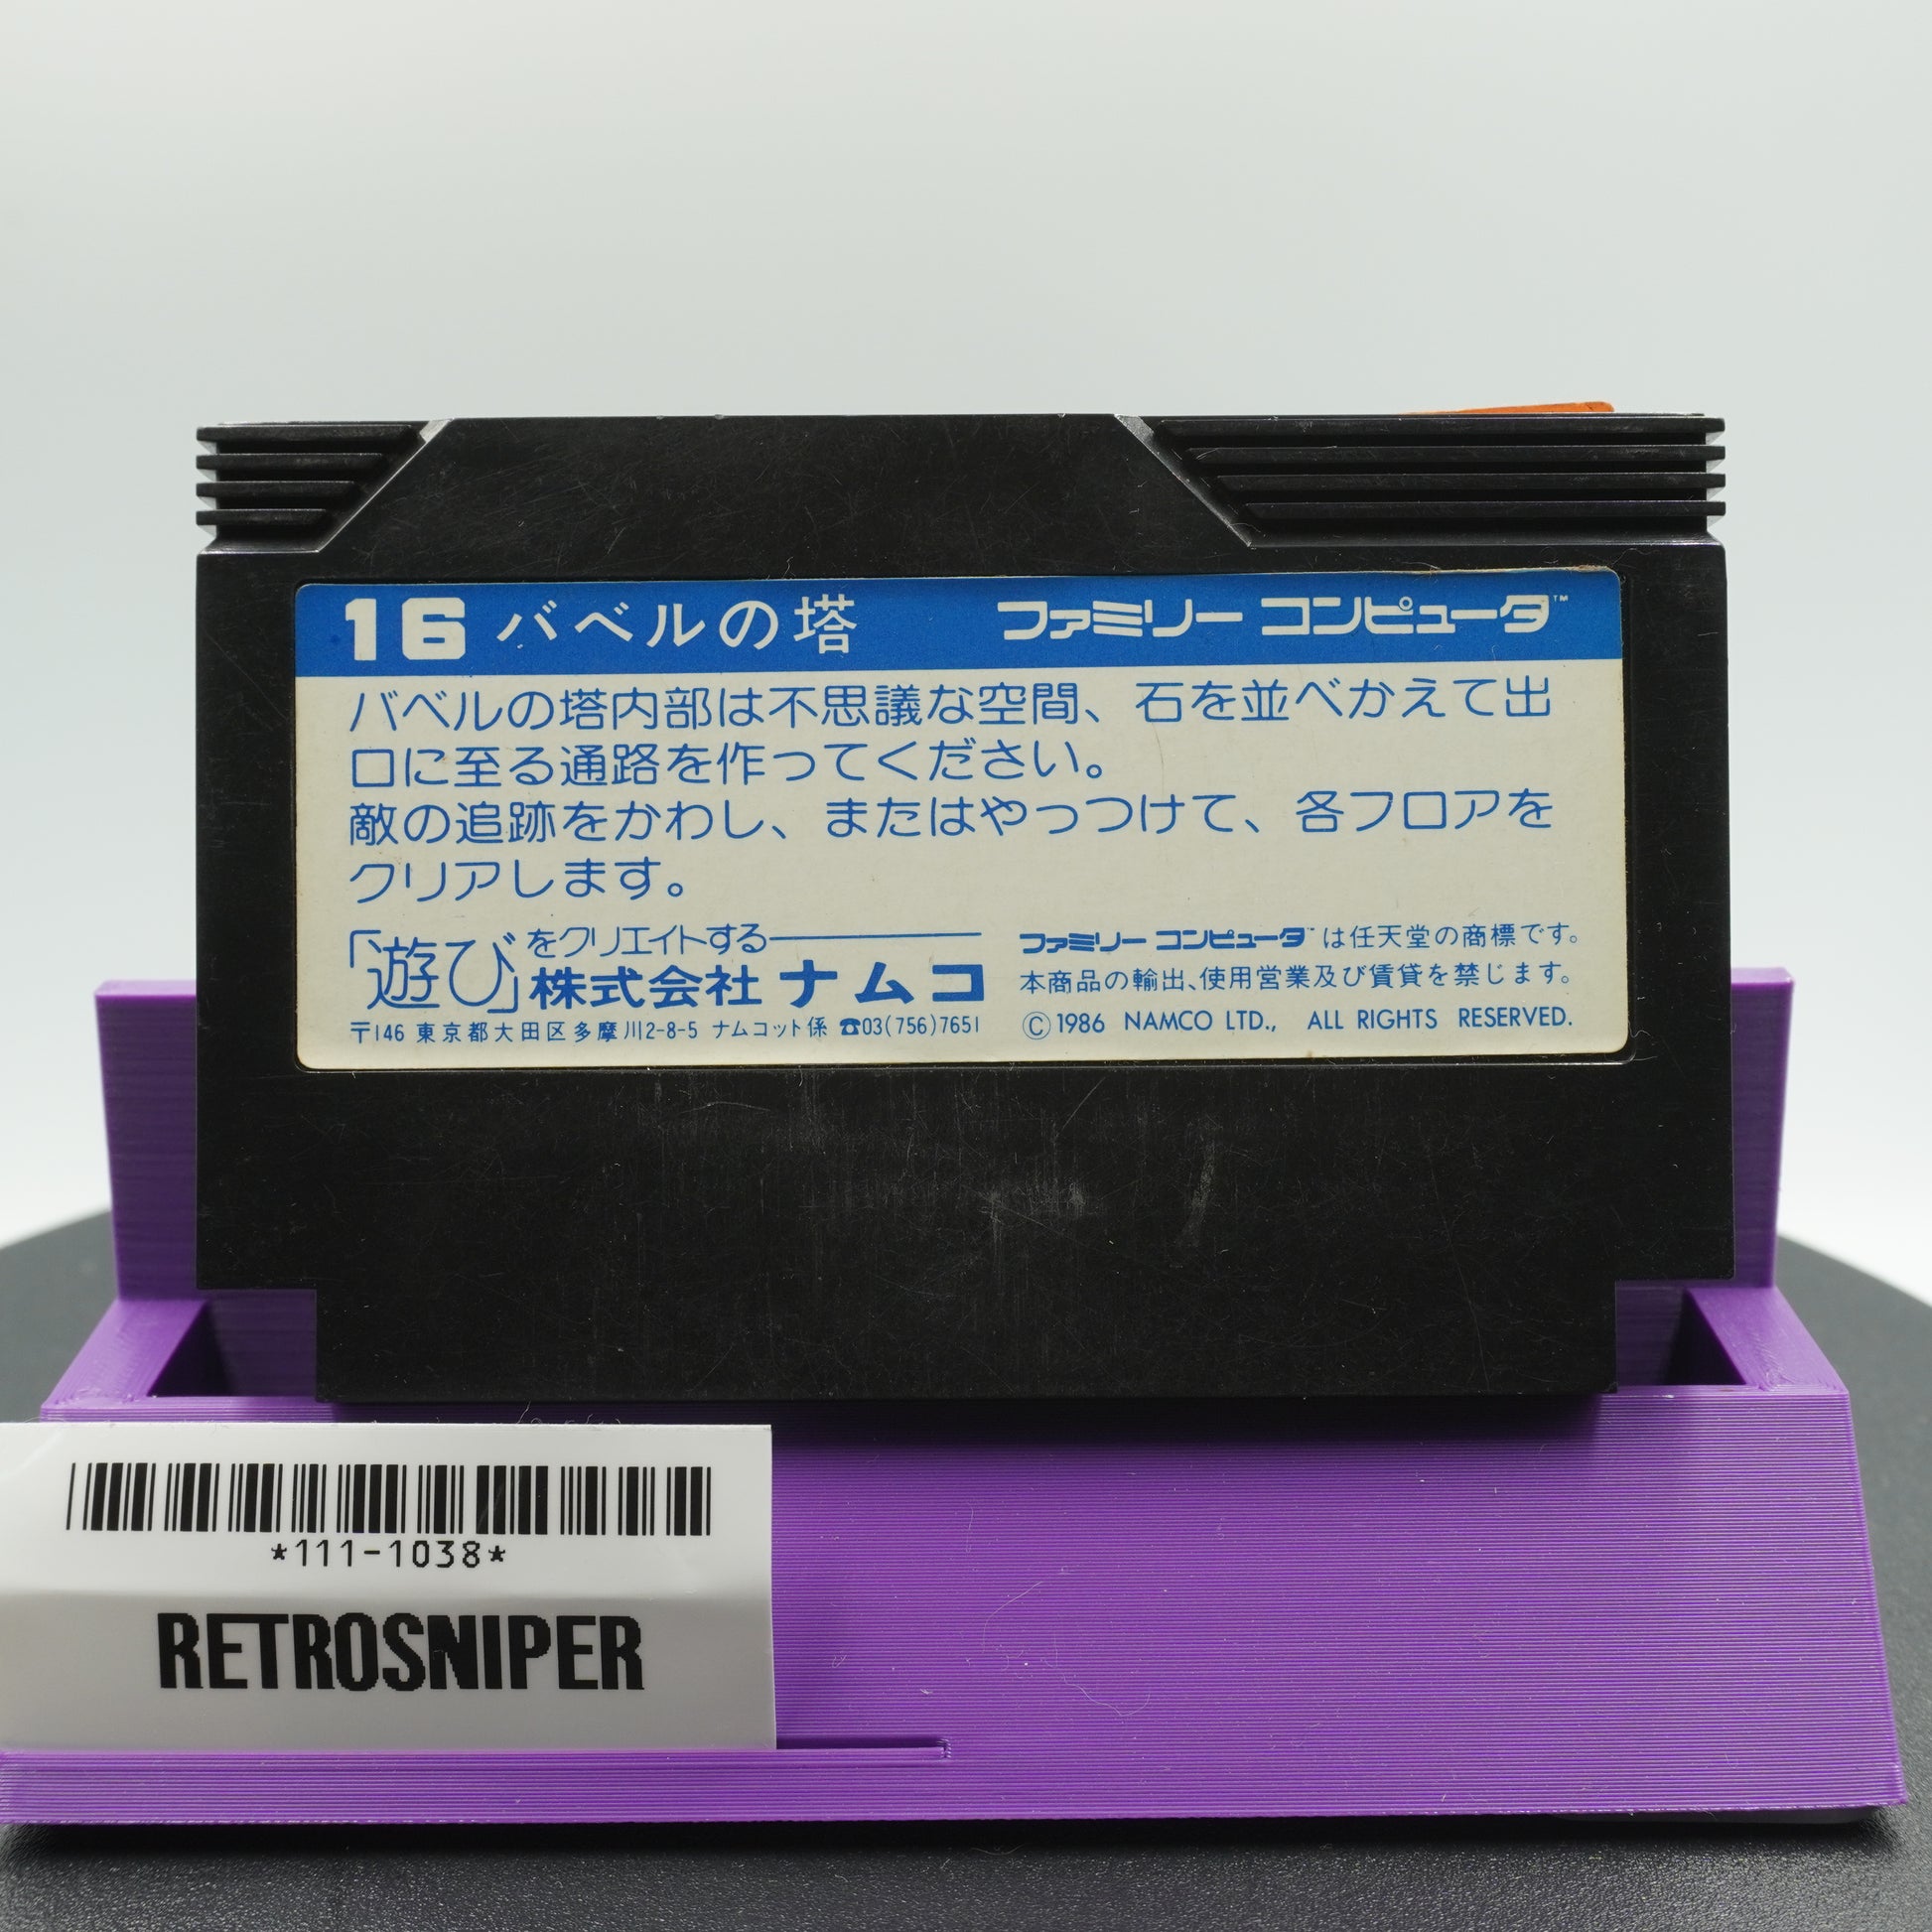 16 バベルの塔 ファミリー コンピュータ™
バベルの塔内部は不思議な空間、石を並べかえて出
口に至る通路を作ってください。
敵の追跡をかわし、またはやっつけて、各フロアを
クリアします。
「遊び」をクリエイトする
株式会社 ナムコ
〒146 東京都大田区多摩川2-8-5 ナムコット係 ☎03(756)7651
ファミリー コンピュータ™は任天堂の商標です。
本商品の輸出、使用営業及び賃貸を禁じます。
Ⓒ1986 NAMCO LTD., ALL RIGHTS RESERVED.
*111-1038*
RETROSNIPER